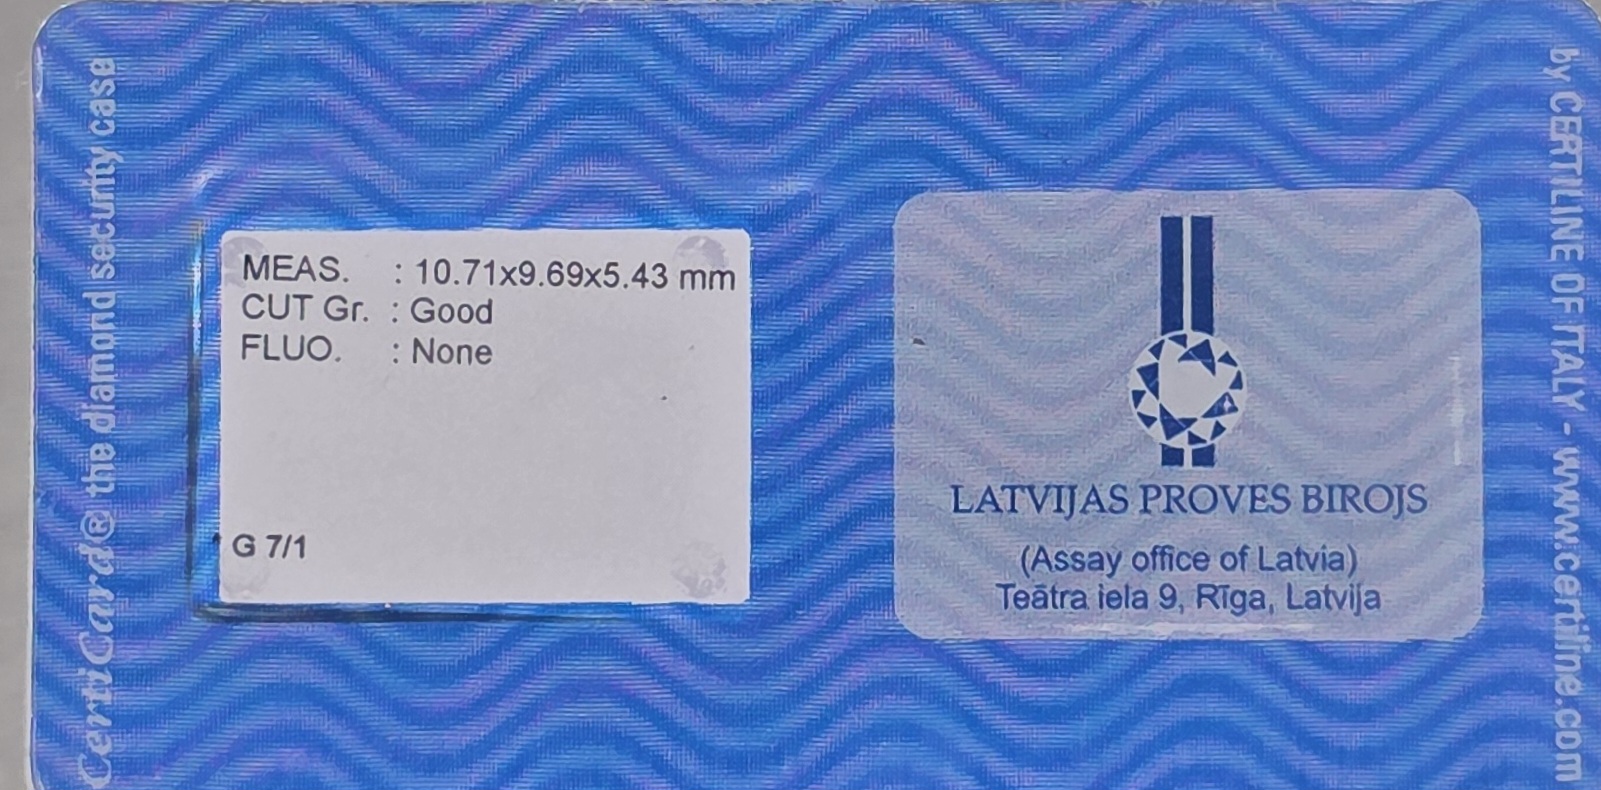 CertiCard® the diamond security case
MEAS. : 10.71x9.69x5.43 mm
CUT Gr. : Good
FLUO. : None
G 7/1
LATVIJAS PROVES BIROJS
(Assay office of Latvia)
Teātra iela 9, Rīga, Latvija
by CERTILINE OF ITALY - www.certiline.com